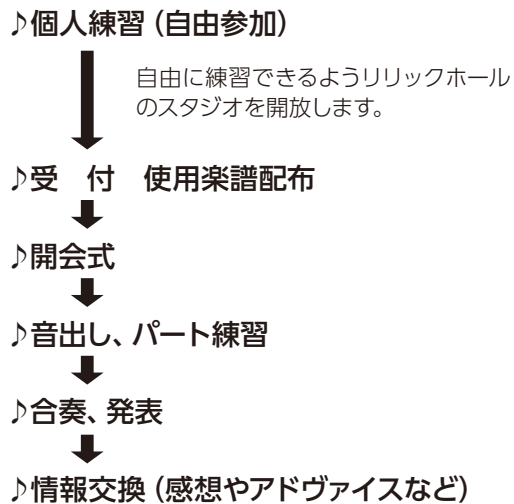 ♪個人練習（自由参加）
自由に練習できるようリリックホール
のスタジオを開放します。
♪受　付　使用楽譜配布
♪開会式
♪音出し、パート練習
♪合奏、発表
♪情報交換（感想やアドヴァイスなど）